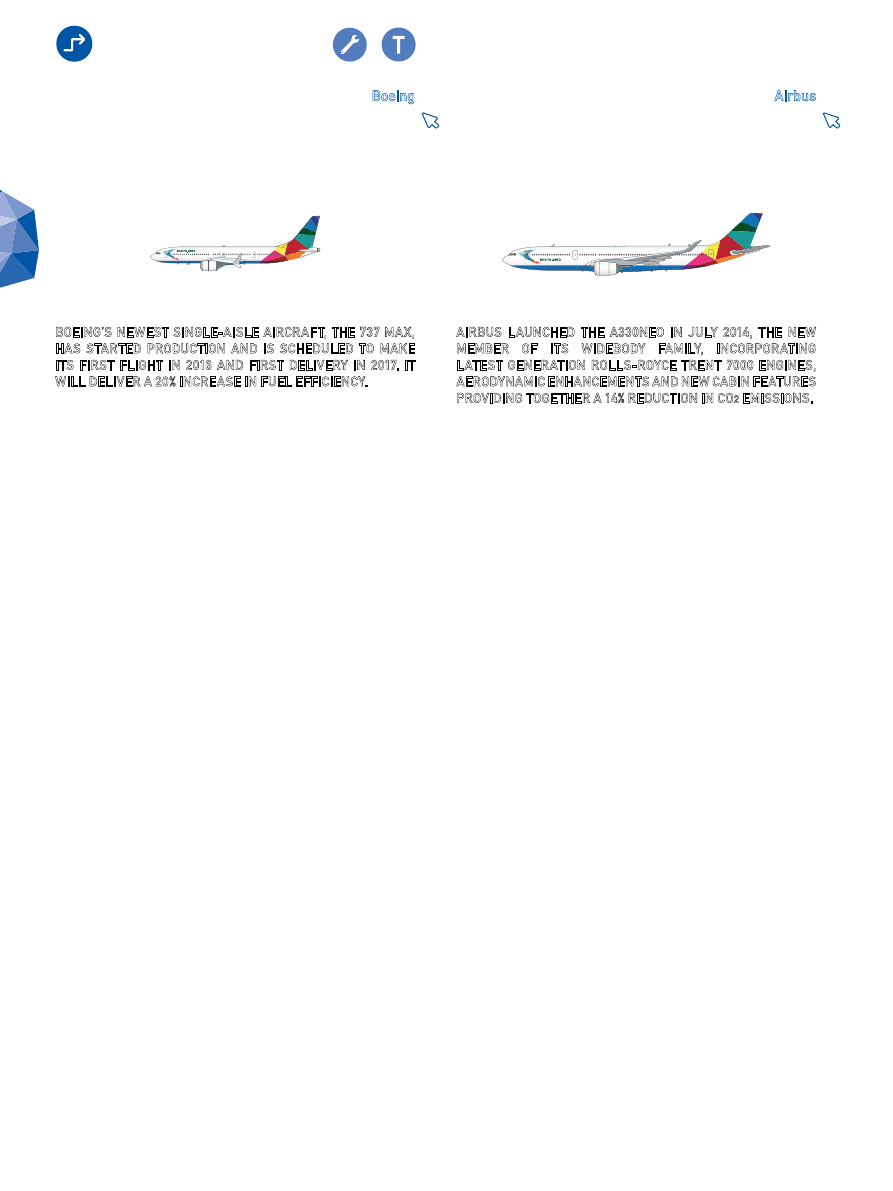 T
Boeing
Airbus
BOEING'S NEWEST SINGLE-AISLE AIRCRAFT, THE 737 MAX,
HAS STARTED PRODUCTION AND IS SCHEDULED TO MAKE
ITS FIRST FLIGHT IN 2016 AND FIRST DELIVERY IN 2017. IT
WILL DELIVER A 20% INCREASE IN FUEL EFFICIENCY.
AIRBUS LAUNCHED THE A330NEO IN JULY 2014, THE NEW
MEMBER OF ITS WIDEBODY FAMILY, INCORPORATING
LATEST GENERATION ROLLS-ROYCE TRENT 7000 ENGINES,
AERODYNAMIC ENHANCEMENTS AND NEW CABIN FEATURES
PROVIDING TOGETHER A 14% REDUCTION IN CO₂ EMISSIONS.